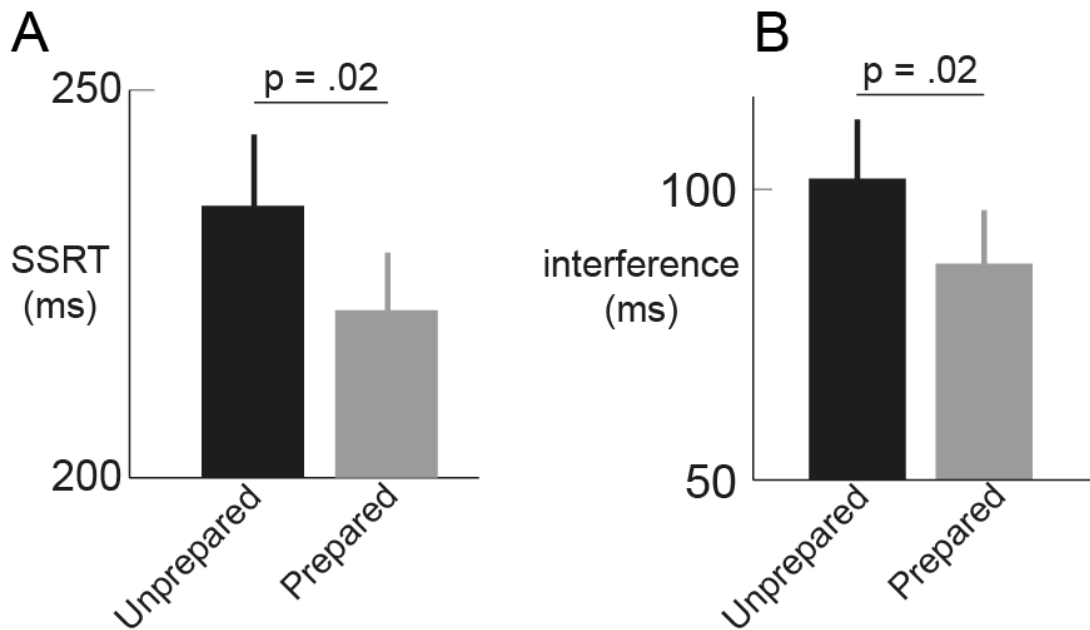 A
p = .02
250
SSRT
(ms)
200
Unprepared
Prepared
B
p = .02
100
interference
(ms)
50
Unprepared
Prepared